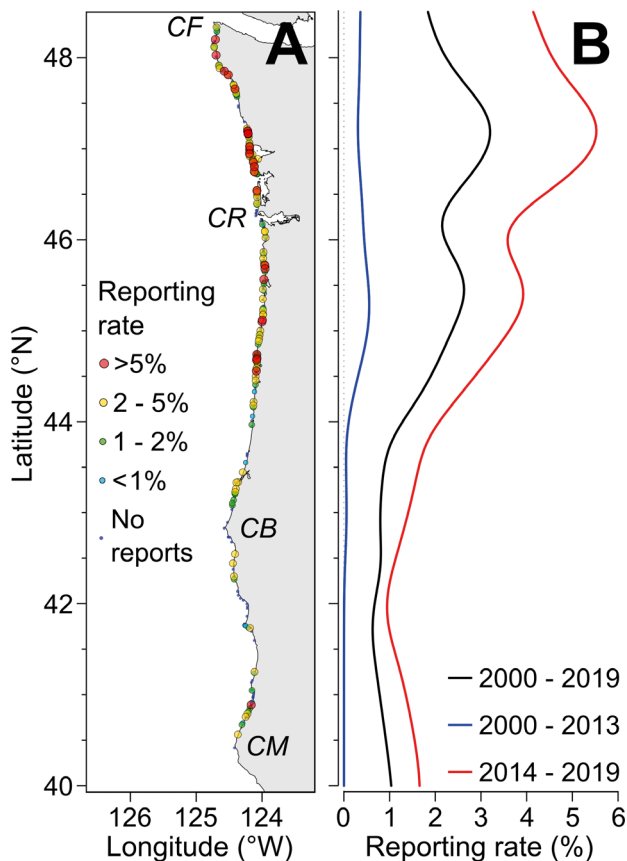 CF
A
B
48
46
44
42
40
Latitude (°N)
CR
Reporting
rate
>5%
2 - 5%
1 - 2%
<1%
No
reports
CB
CM
126
125
124
Longitude (°W)
2000 - 2019
2000 - 2013
2014 - 2019
0
1
2
3
4
5
6
Reporting rate (%)